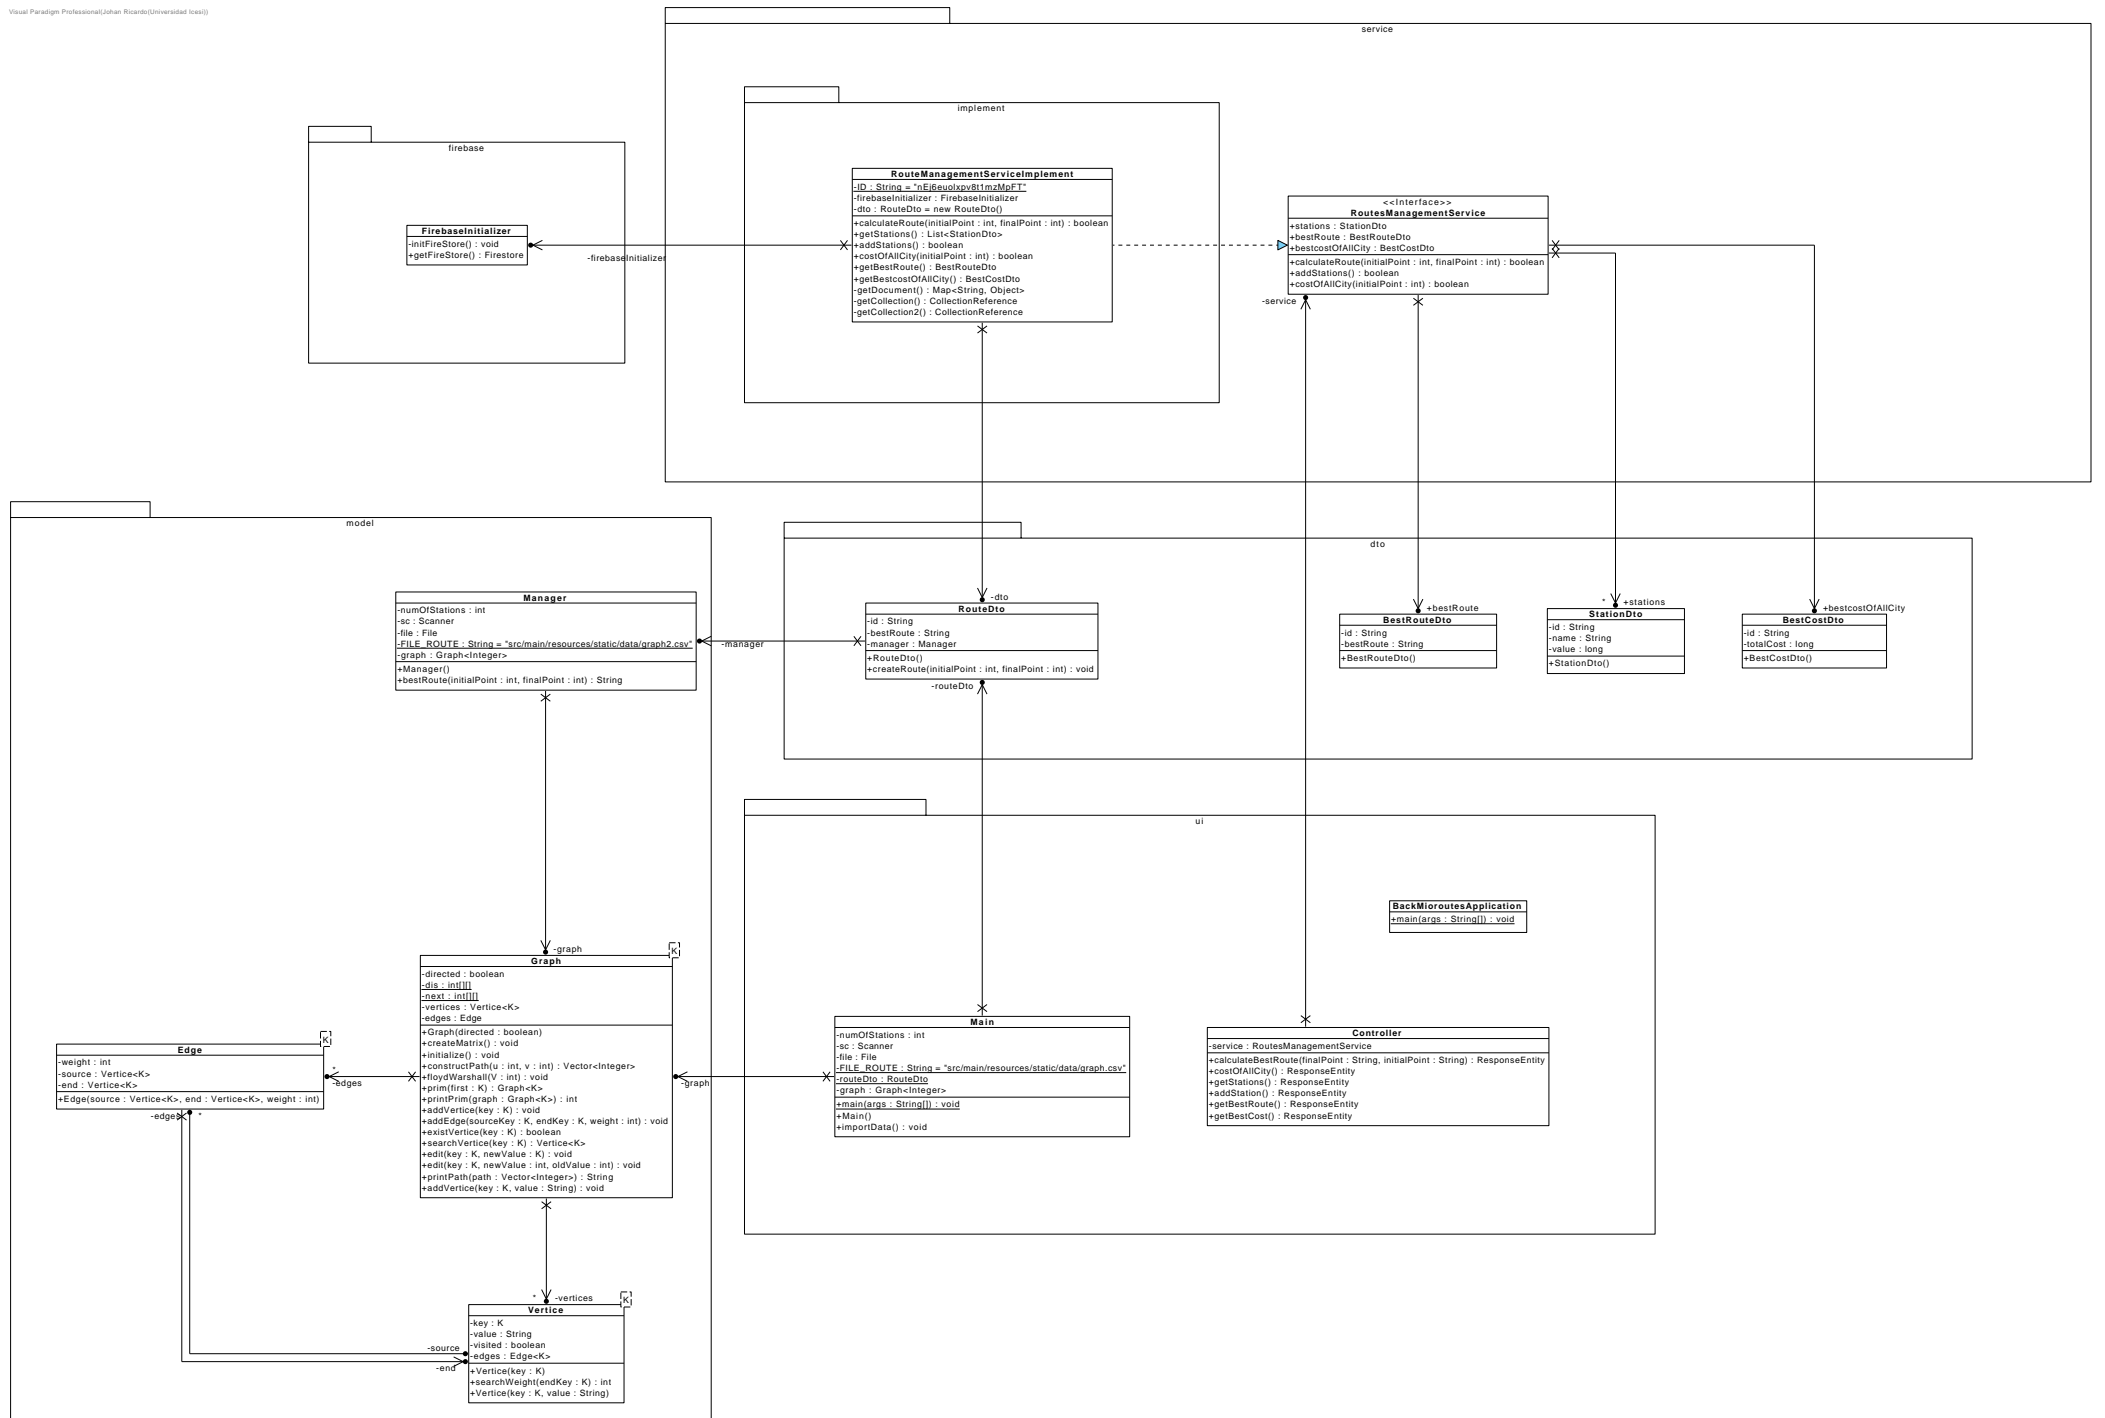 Visual Paradigm Professional(Johan Ricardo(Universidad Icesi))
service
implement
firebase
RouteManagementServiceImplement
-ID : String = "nEj6euolxpv8t1mzMpFT"
-firebaseInitializer : FirebaseInitializer
-dto : RouteDto = new RouteDto()
+calculateRoute(initialPoint : int, finalPoint : int) : boolean
+getStations() : List<StationDto>
+addStations() : boolean
+costOfAllCity(initialPoint : int) : boolean
+getBestRoute() : BestRouteDto
+getBestcostOfAllCity() : BestCostDto
-getDocument() : Map<String, Object>
-getCollection() : CollectionReference
-getCollection2() : CollectionReference
<<Interface>>
RoutesManagementService
+stations : StationDto
+bestRoute : BestRouteDto
+bestcostOfAllCity : BestCostDto
+calculateRoute(initialPoint : int, finalPoint : int) : boolean
+addStations() : boolean
+costOfAllCity(initialPoint : int) : boolean
FirebaseInitializer
-initFireStore() : void
+getFireStore() : Firestore
-firebaseInitializer
-service
model
dto
Manager
-numOfStations : int
-sc : Scanner
-file : File
-FILE_ROUTE : String = "src/main/resources/static/data/graph2.csv"
-graph : Graph<Integer>
+Manager()
+bestRoute(initialPoint : int, finalPoint : int) : String
-manager
-dto
RouteDto
-id : String
-bestRoute : String
-manager : Manager
+RouteDto()
+createRoute(initialPoint : int, finalPoint : int) : void
-routeDto
+bestRoute
BestRouteDto
-id : String
-bestRoute : String
+BestRouteDto()
* +stations
StationDto
-id : String
-name : String
-value : long
+StationDto()
+bestcostOfAllCity
BestCostDto
-id : String
-totalCost : long
+BestCostDto()
ui
BackMioroutesApplication
+main(args : String[]) : void
-graph
K
Graph
-directed : boolean
-dis : int[][]
-next : int[][]
-vertices : Vertice<K>
-edges : Edge
+Graph(directed : boolean)
+createMatrix() : void
+initialize() : void
+constructPath(u : int, v : int) : Vector<Integer>
+floydWarshall(V : int) : void
+prim(first : K) : Graph<K>
+printPrim(graph : Graph<K>) : int
+addVertice(key : K) : void
+addEdge(sourceKey : K, endKey : K, weight : int) : void
+existVertice(key : K) : boolean
+searchVertice(key : K) : Vertice<K>
+edit(key : K, newValue : K) : void
+edit(key : K, newValue : int, oldValue : int) : void
+printPath(path : Vector<Integer>) : String
+addVertice(key : K, value : String) : void
K
Edge
-weight : int
-source : Vertice<K>
-end : Vertice<K>
+Edge(source : Vertice<K>, end : Vertice<K>, weight : int)
*
-edges
-edges *
-graph
Main
-numOfStations : int
-sc : Scanner
-file : File
-FILE_ROUTE : String = "src/main/resources/static/data/graph.csv"
-routeDto : RouteDto
-graph : Graph<Integer>
+main(args : String[]) : void
+Main()
+importData() : void
Controller
-service : RoutesManagementService
+calculateBestRoute(finalPoint : String, initialPoint : String) : ResponseEntity
+costOfAllCity() : ResponseEntity
+getStations() : ResponseEntity
+addStation() : ResponseEntity
+getBestRoute() : ResponseEntity
+getBestCost() : ResponseEntity
* -vertices
K
Vertice
-key : K
-value : String
-visited : boolean
-edges : Edge<K>
+Vertice(key : K)
+searchWeight(endKey : K) : int
+Vertice(key : K, value : String)
-source
-end